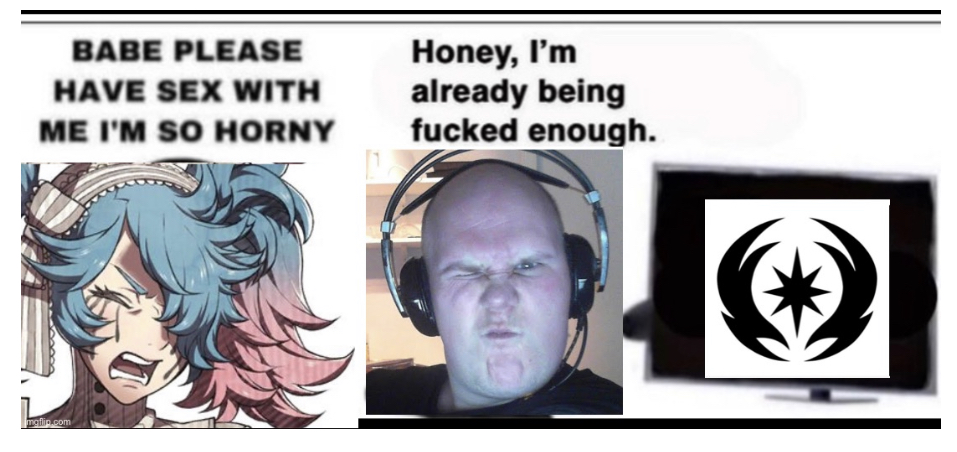 BABE PLEASE
HAVE SEX WITH
ME I'M SO HORNY
Honey, I'm
already being
fucked enough.
imgflip.com